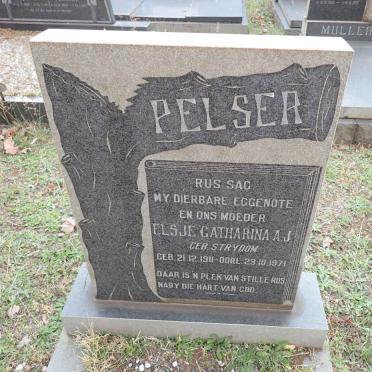 MULLER
PELSER
RUS SAG
MY DIERBARE EGGENOTE
EN ONS MOEDER
ELSJE CATHARINA A.J.
(GEB STRYDOM)
GEB. 21.12.1911 - OORL. 29.10.1971
DAAR IS 'N PLEK VAN STILLE RUS
NABY DIE HART VAN GOD